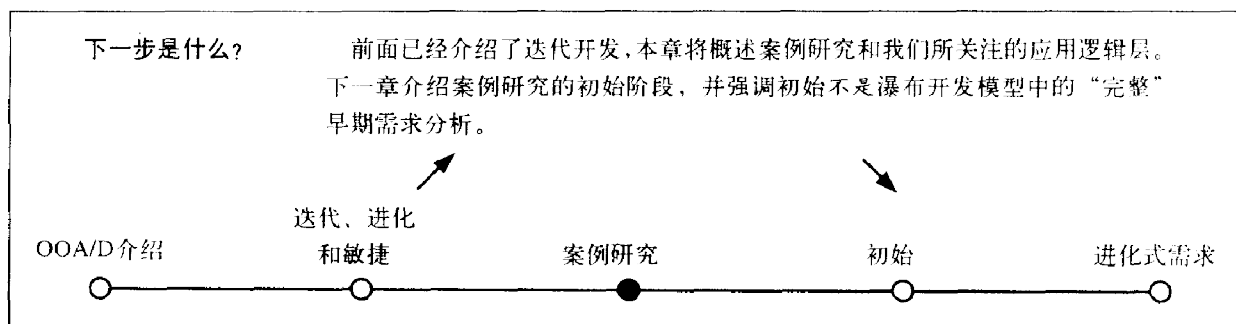 下一步是什么？ 前面已经介绍了迭代开发，本章将概述案例研究和我们所关注的应用逻辑层。
下一章介绍案例研究的初始阶段，并强调初始不是瀑布开发模型中的“完整”
早期需求分析。
OOA/D介绍
迭代、进化
和敏捷
案例研究
初始
进化式需求